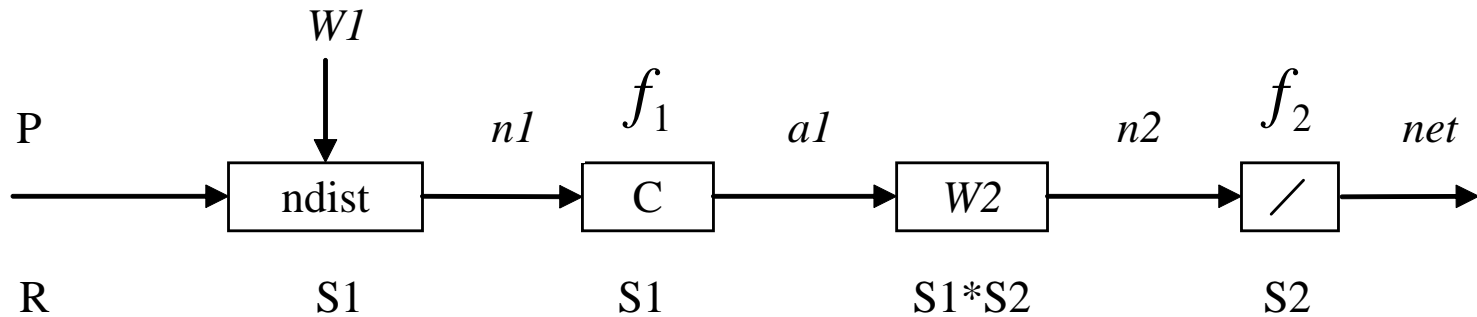 W1
P n1 f1 a1 n2 f2 net
ndist C W2 /
R S1 S1 S1*S2 S2